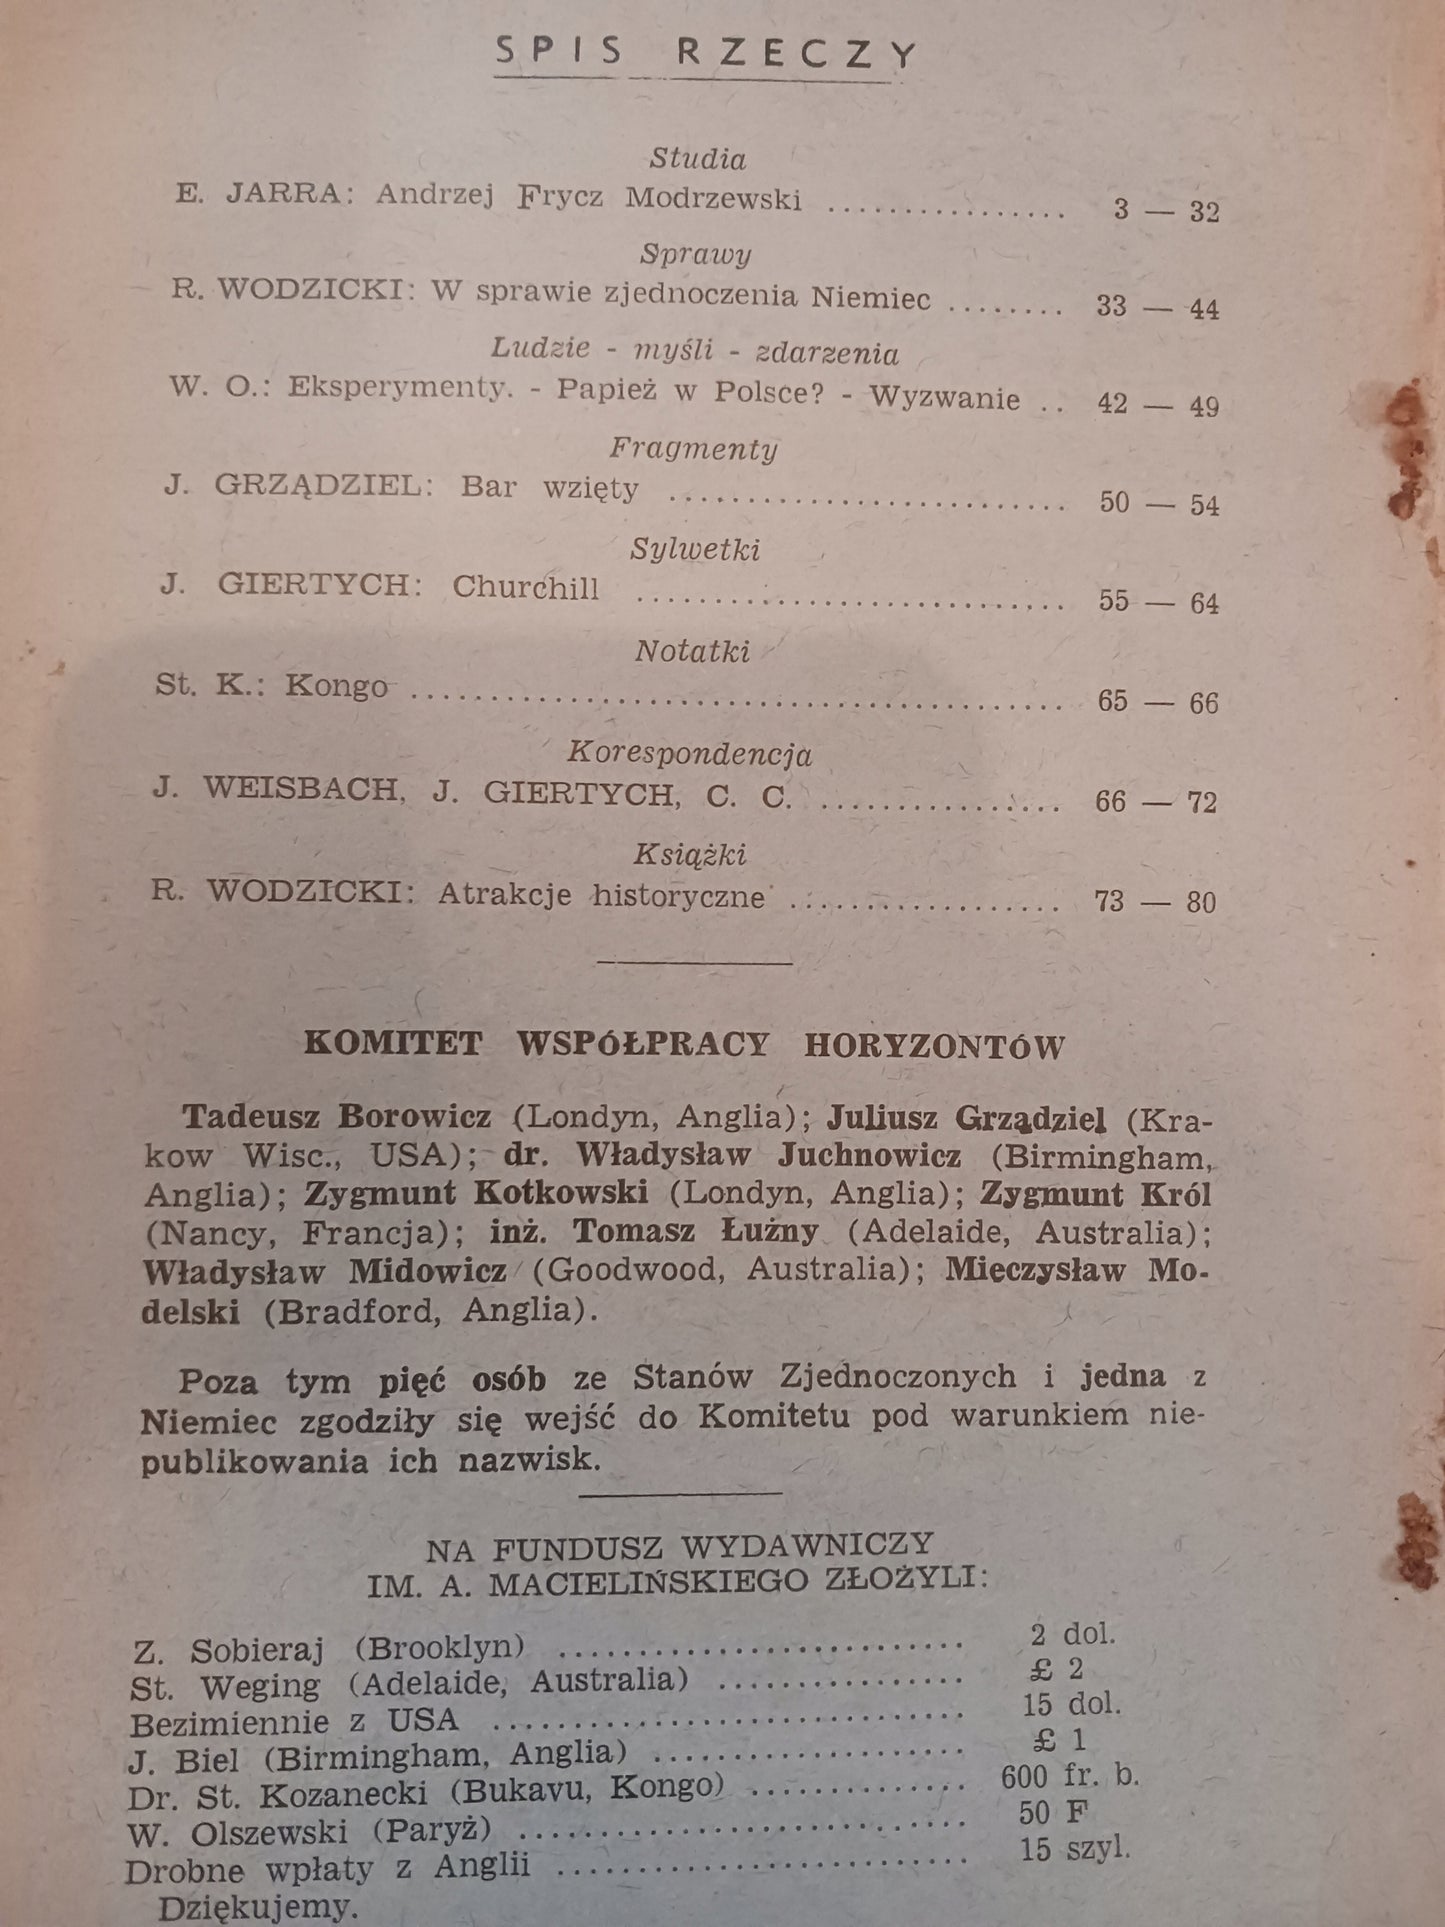 SPIS RZECZY
Studia
E. JARRA: Andrzej Frycz Modrzewski ................ 3 — 32
Sprawy
R. WODZICKI: W sprawie zjednoczenia Niemiec ........ 33 — 44
Ludzie - myśli - zdarzenia
W. O.: Eksperymenty. - Papież w Polsce? - Wyzwanie .. 42 — 49
Fragmenty
J. GRZĄDZIEL: Bar wzięty .......................... 50 — 54
Sylwetki
J. GIERTYCH: Churchill ............................ 55 — 64
Notatki
St. K.: Kongo .......................................... 65 — 66
Korespondencja
J. WEISBACH, J. GIERTYCH, C. C. ................ 66 — 72
Książki
R. WODZICKI: Atrakcje historyczne .................. 73 — 80
KOMITET WSPÓŁPRACY HORYZONTÓW
Tadeusz Borowicz (Londyn, Anglia); Juliusz Grządziel (Kra-
kow Wisc., USA); dr. Władysław Juchnowicz (Birmingham,
Anglia); Zygmunt Kotkowski (Londyn, Anglia); Zygmunt Król
(Nancy, Francja); inż. Tomasz Łużny (Adelaide, Australia);
Władysław Midowicz (Goodwood, Australia); Mieczysław Mo-
delski (Bradford, Anglia).
Poza tym pięć osób ze Stanów Zjednoczonych i jedna z
Niemiec zgodziły się wejść do Komitetu pod warunkiem nie-
publikowania ich nazwisk.
NA FUNDUSZ WYDAWNICZY
IM. A. MACIELIŃSKIEGO ZŁOŻYLI:
Z. Sobieraj (Brooklyn) .......................... 2 dol.
St. Weging (Adelaide, Australia) ................ £ 2
Bezimiennie z USA .............................. 15 dol.
J. Biel (Birmingham, Anglia) .................... £ 1
Dr. St. Kozanecki (Bukavu, Kongo) .............. 600 fr. b.
W. Olszewski (Paryż) ............................. 50 F
Drobne wpłaty z Anglii .......................... 15 szyl.
Dziękujemy.